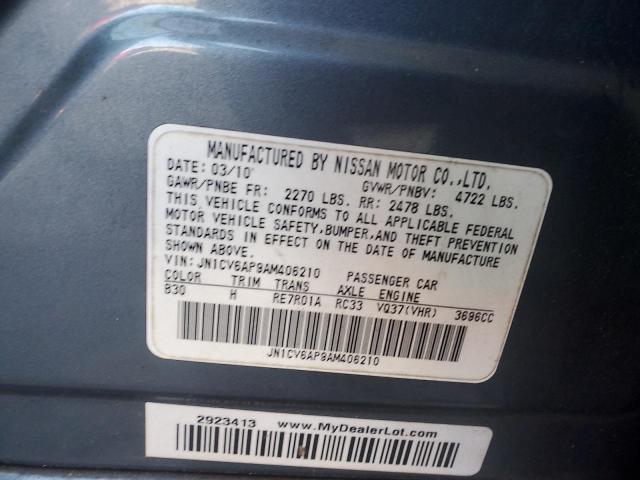 MANUFACTURED BY NISSAN MOTOR CO.,LTD.
DATE: 03/10 GVWR/PNBV: 4722 LBS.
GAWR/PNBE FR: 2270 LBS. RR: 2478 LBS.
THIS VEHICLE CONFORMS TO ALL APPLICABLE FEDERAL
MOTOR VEHICLE SAFETY,BUMPER,AND THEFT PREVENTION
STANDARDS IN EFFECT ON THE DATE OF MANUFACTURE
SHOWN ABOVE.
VIN: JN1CV6AP9AM406210 PASSENGER CAR
COLOR TRIM TRANS AXLE ENGINE
B30 H RE7R01A RC33 VQ37(VHR) 3696CC
JN1CV6AP9AM406210
2923413 www.MyDealerLot.com